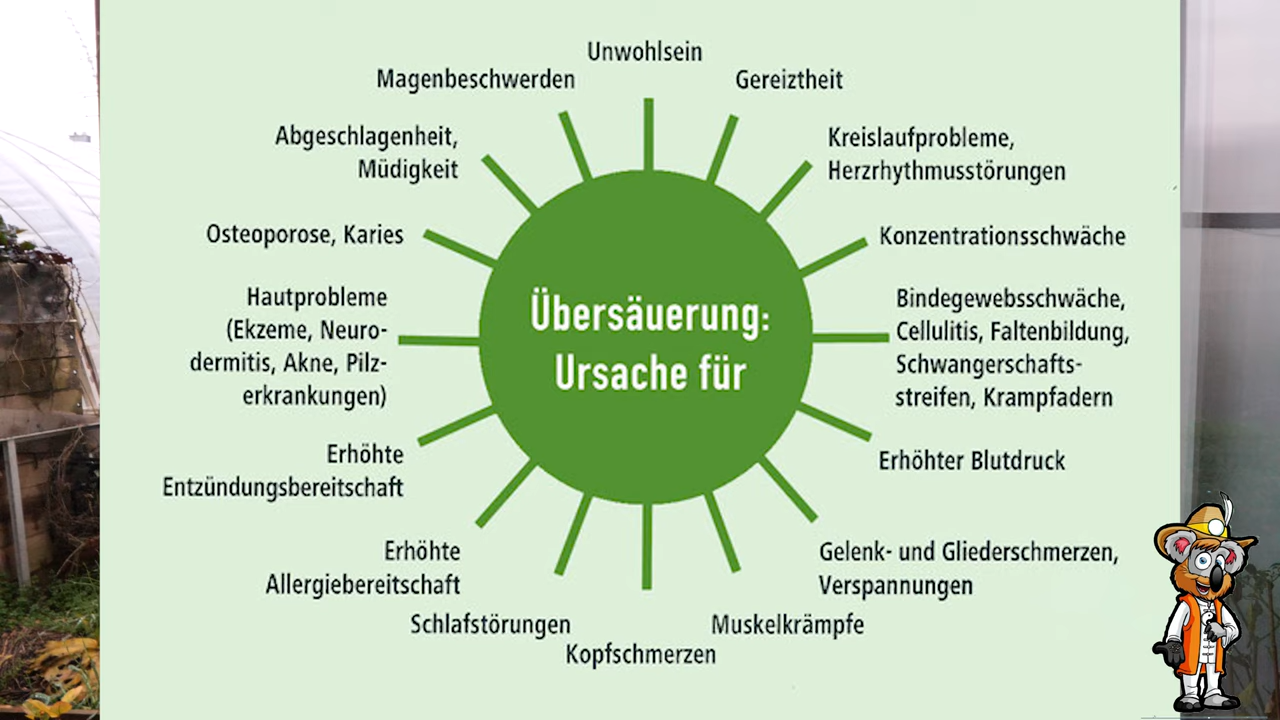 Übersäuerung:
Ursache für
Unwohlsein
Gereiztheit
Kreislaufprobleme,
Herzrhythmusstörungen
Konzentrationsschwäche
Bindegewebsschwäche,
Cellulitis, Faltenbildung,
Schwangerschafts-
streifen, Krampfadern
Erhöhter Blutdruck
Gelenk- und Gliederschmerzen,
Verspannungen
Muskelkrämpfe
Kopfschmerzen
Schlafstörungen
Erhöhte
Allergiebereitschaft
Erhöhte
Entzündungsbereitschaft
Hautprobleme
(Ekzeme, Neuro-
dermitis, Akne, Pilz-
erkrankungen)
Osteoporose, Karies
Abgeschlagenheit,
Müdigkeit
Magenbeschwerden